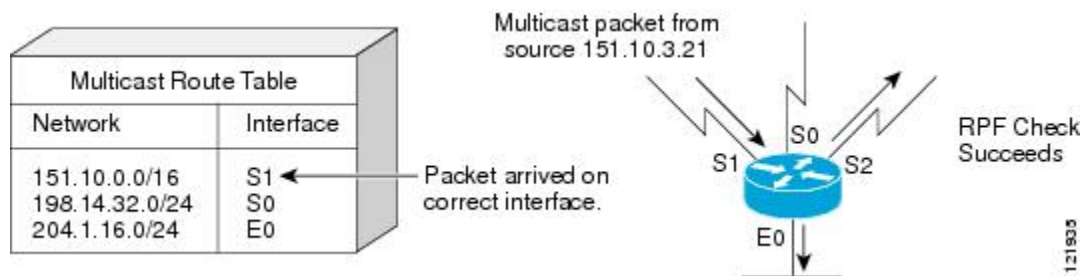 Multicast Route Table
Network Interface
151.10.0.0/16 S1
198.14.32.0/24 S0
204.1.16.0/24 E0
Packet arrived on
correct interface.
Multicast packet from
source 151.10.3.21
S0
S1
S2
E0
RPF Check
Succeeds
121935